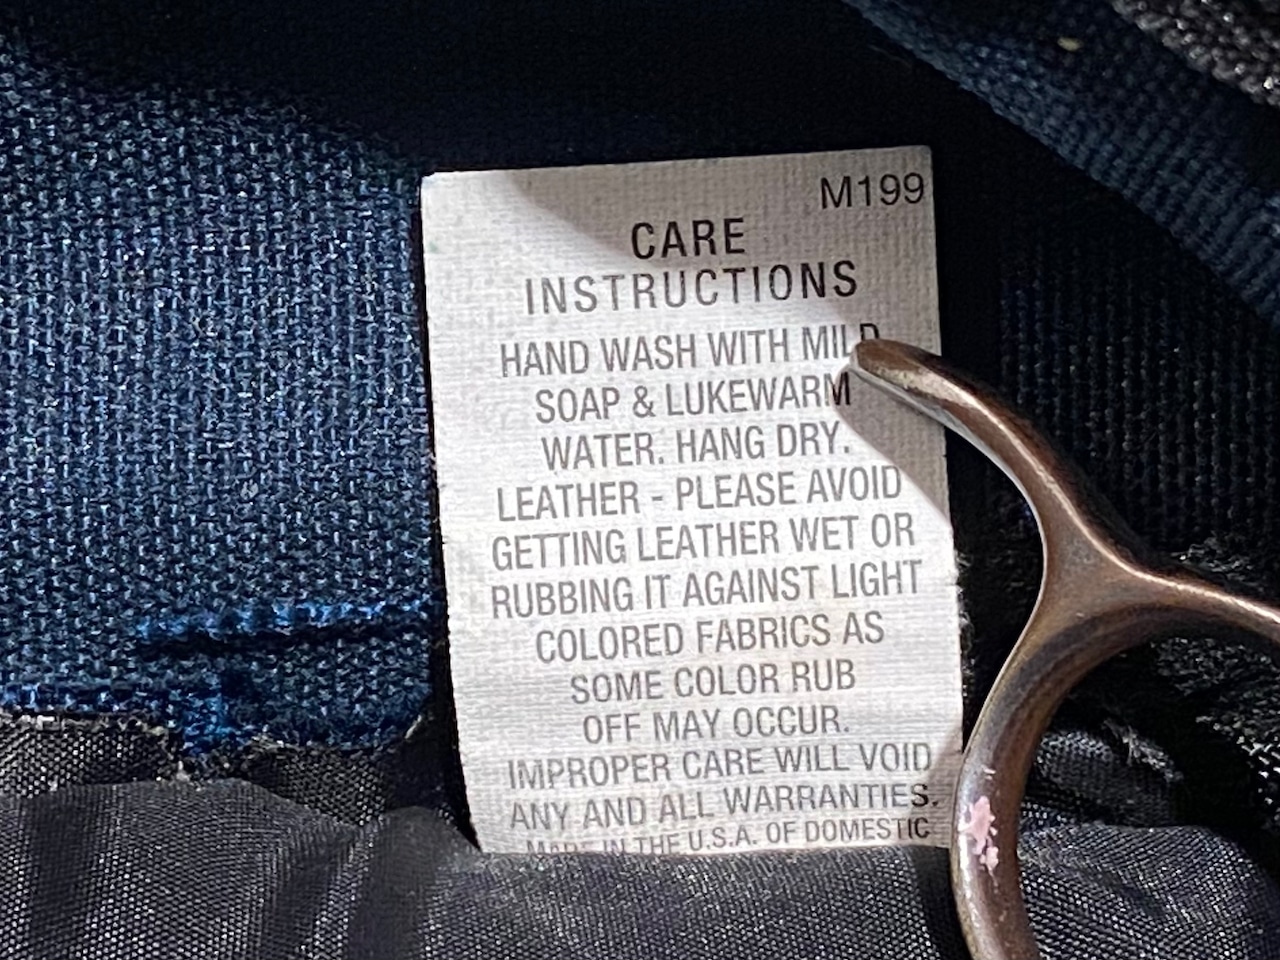 M199
CARE
INSTRUCTIONS
HAND WASH WITH MILD
SOAP & LUKEWARM
WATER. HANG DRY.
LEATHER - PLEASE AVOID
GETTING LEATHER WET OR
RUBBING IT AGAINST LIGHT
COLORED FABRICS AS
SOME COLOR RUB
OFF MAY OCCUR.
IMPROPER CARE WILL VOID
ANY AND ALL WARRANTIES.
MADE IN THE U.S.A. OF DOMESTIC